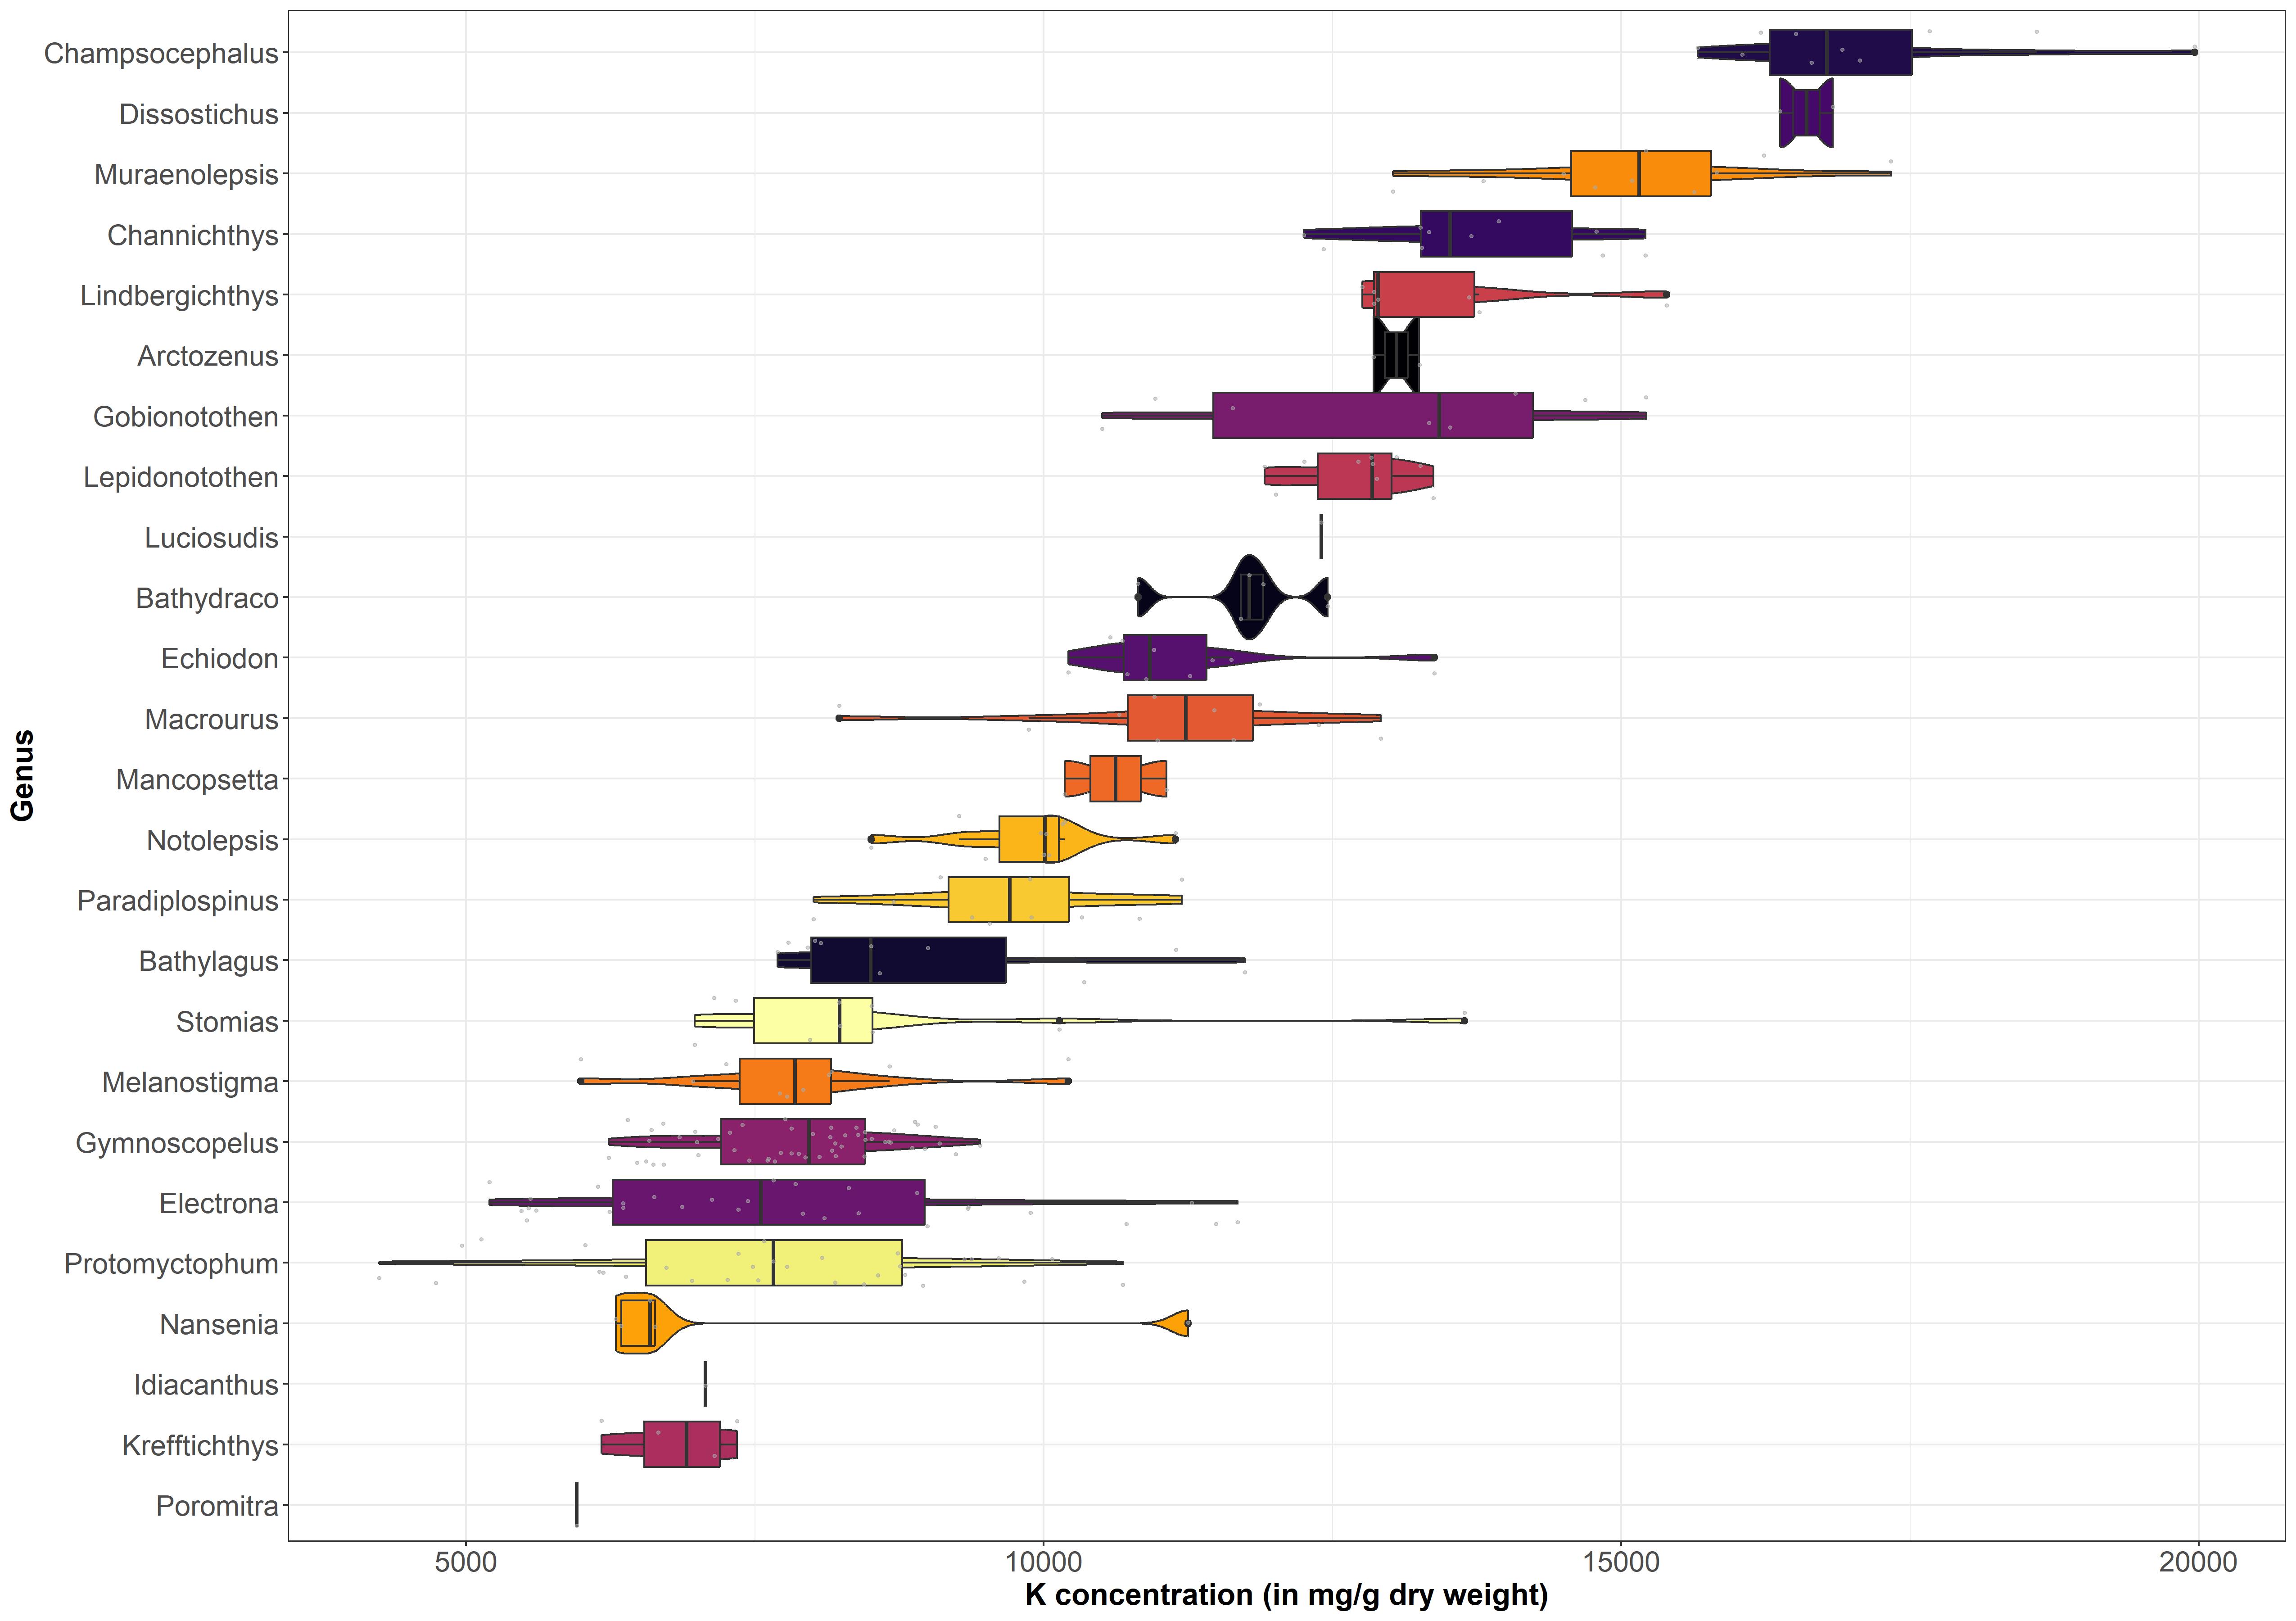 Genus
Champsocephalus
Dissostichus
Muraenolepsis
Channichthys
Lindbergichthys
Arctozenus
Gobionotothen
Lepidonotothen
Luciosudis
Bathydraco
Echiodon
Macrourus
Mancopsetta
Notolepsis
Paradiplospinus
Bathylagus
Stomias
Melanostigma
Gymnoscopelus
Electrona
Protomyctophum
Nansenia
Idiacanthus
Krefftichthys
Poromitra
5000 10000 15000 20000
K concentration (in mg/g dry weight)